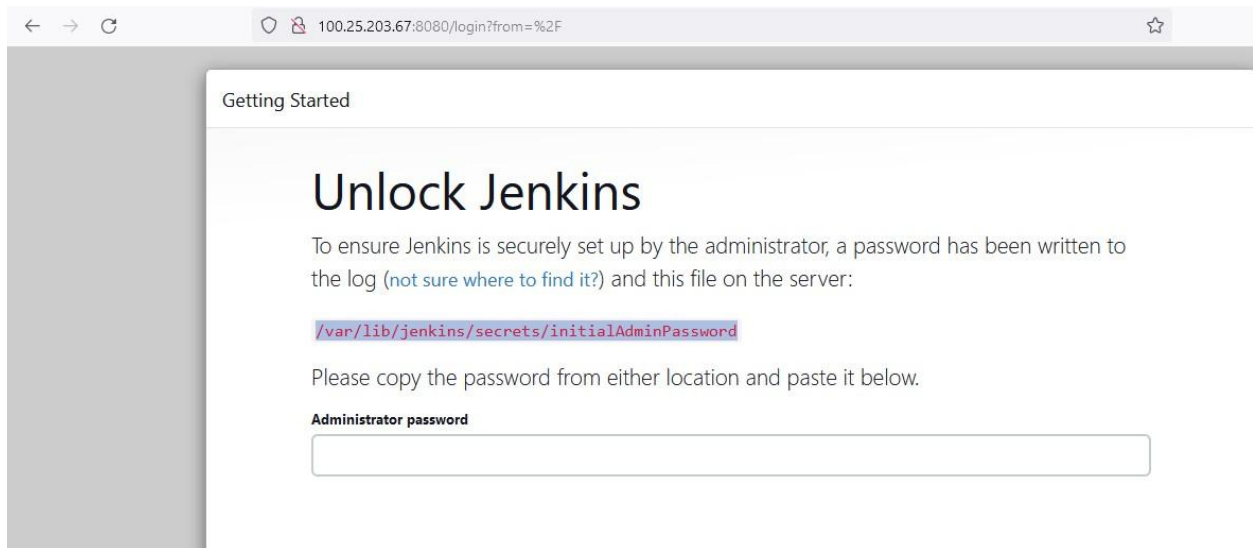 100.25.203.67:8080/login?from=%2F
Getting Started
Unlock Jenkins
To ensure Jenkins is securely set up by the administrator, a password has been written to
the log (not sure where to find it?) and this file on the server:
/var/lib/jenkins/secrets/initialAdminPassword
Please copy the password from either location and paste it below.
Administrator password